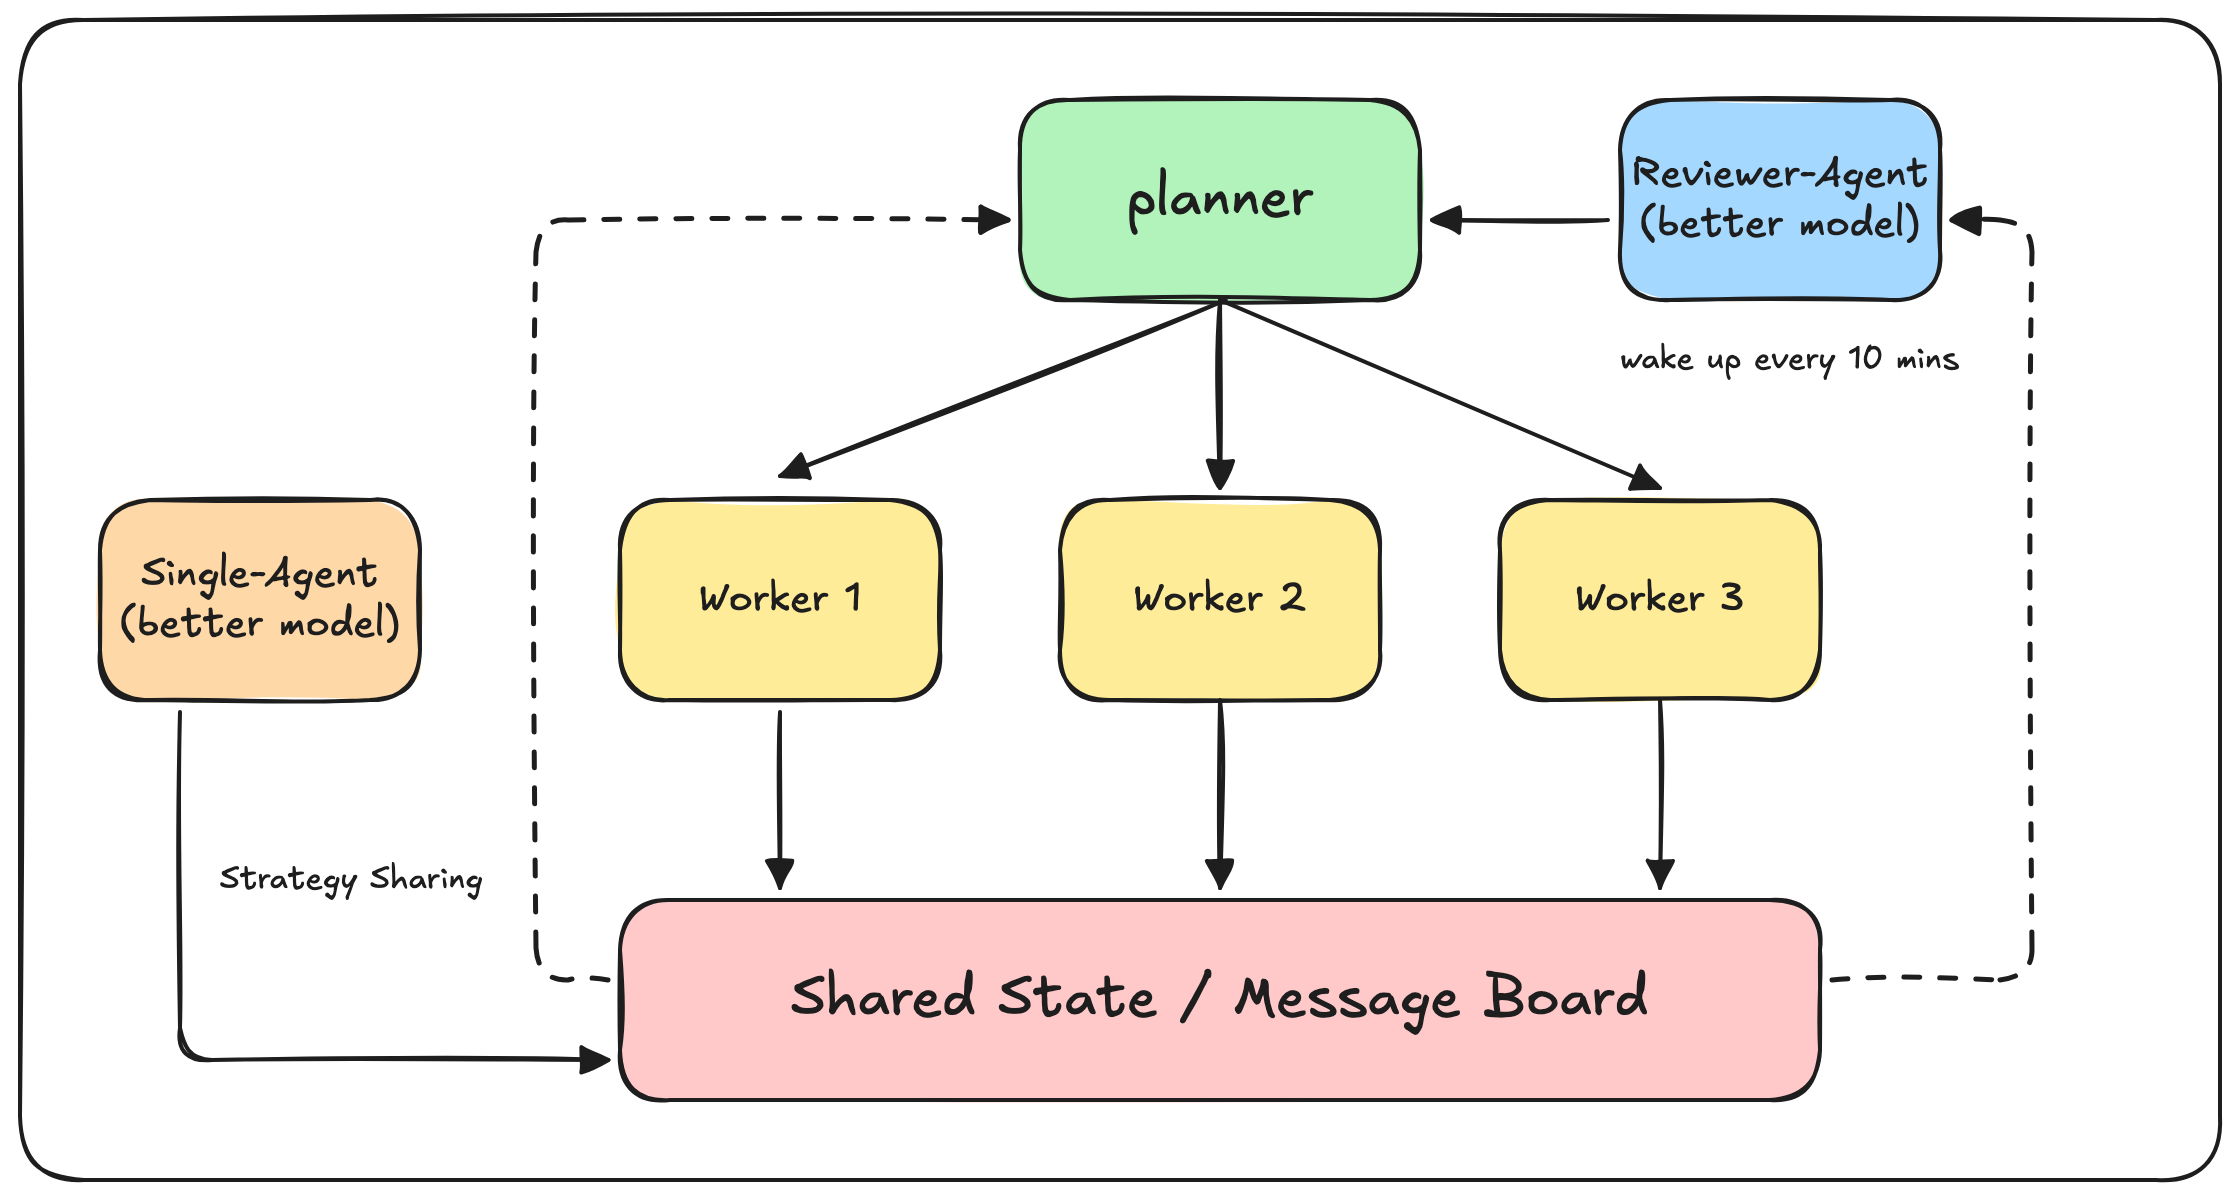 planner
Reviewer-Agent
(better model)
wake up every 10 mins
Single-Agent
(better model)
Worker 1
Worker 2
Worker 3
Strategy Sharing
Shared State / Message Board